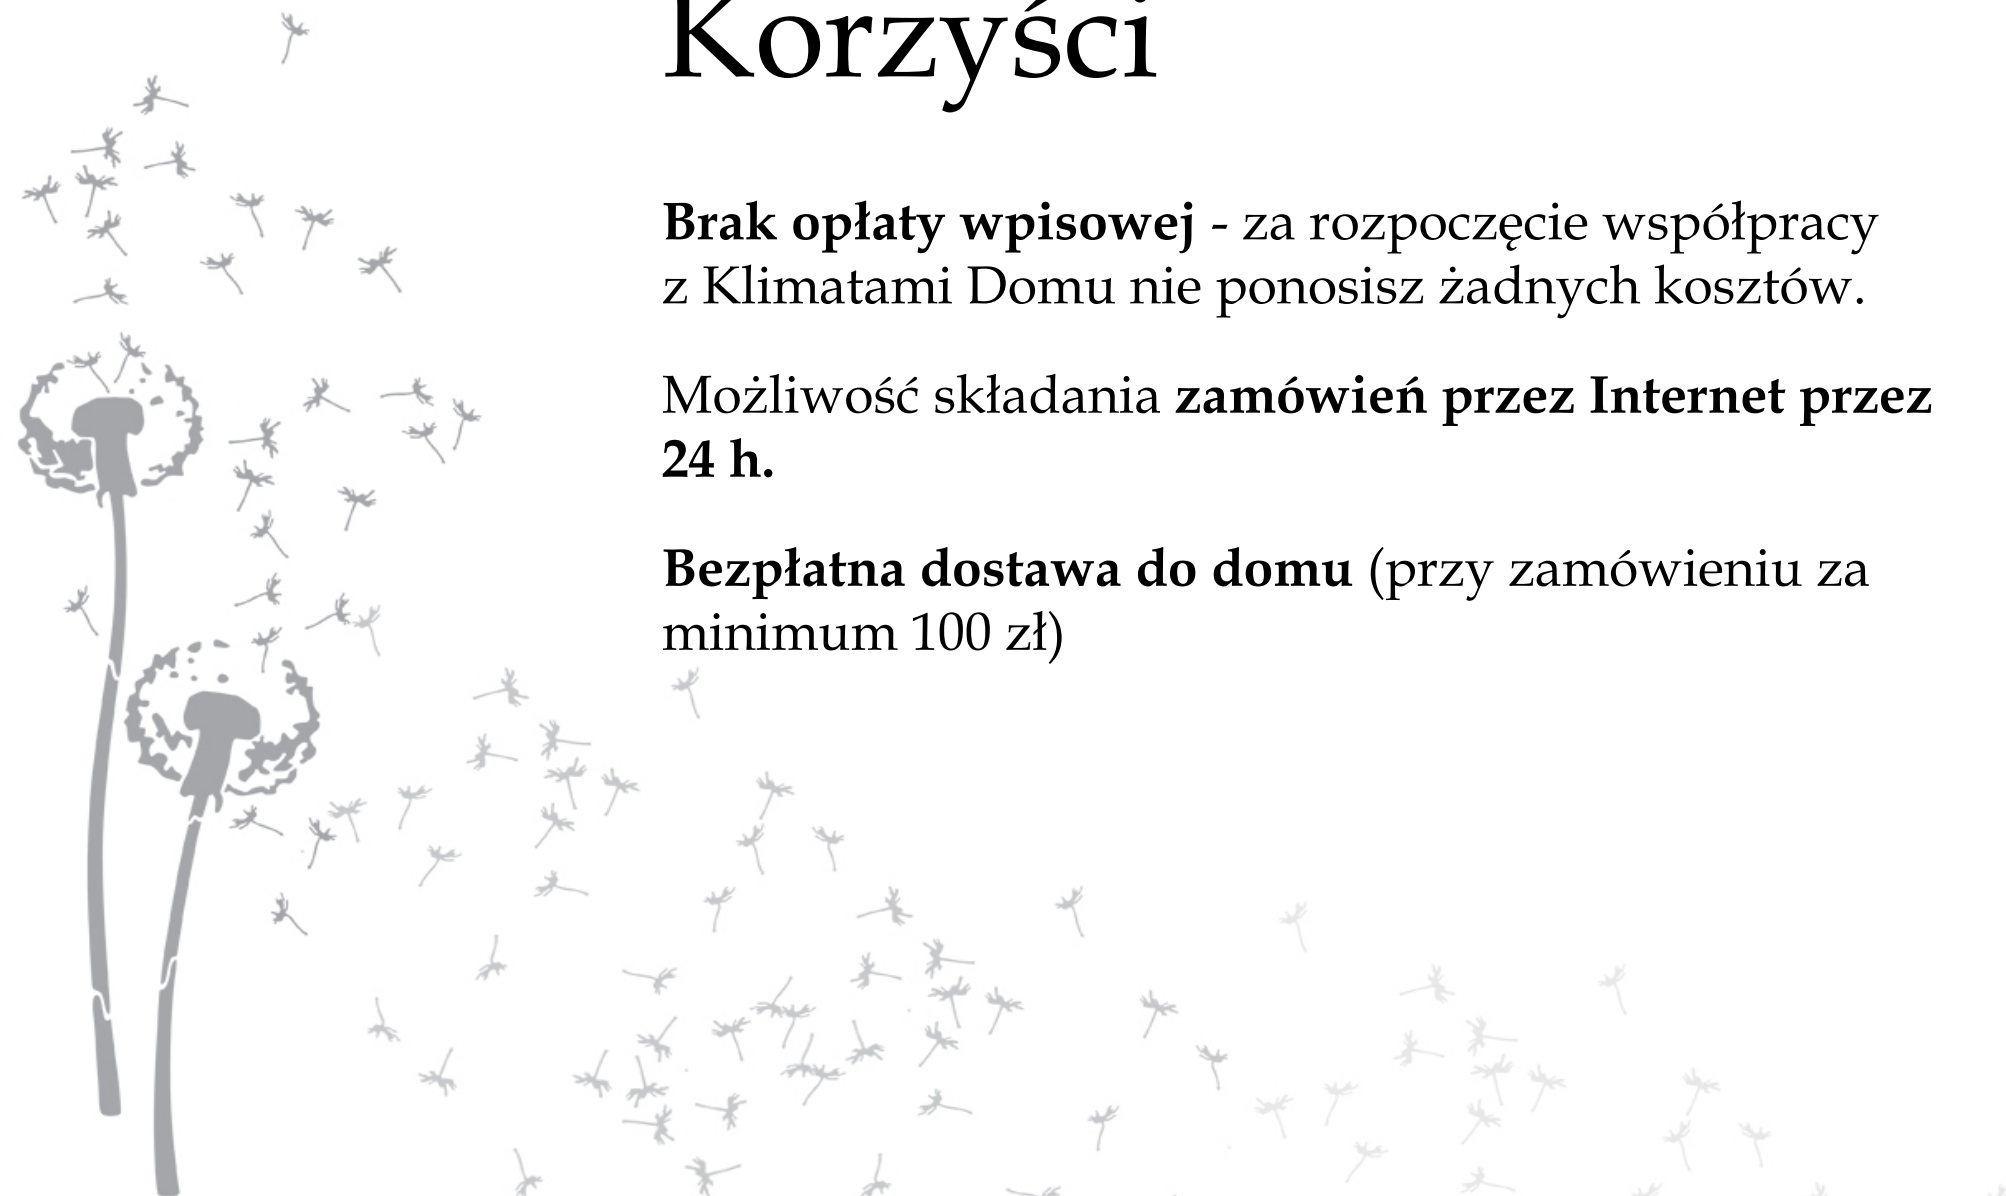 Korzyści
Brak opłaty wpisowej - za rozpoczęcie współpracy
z Klimatami Domu nie ponosisz żadnych kosztów.
Możliwość składania zamówień przez Internet przez
24 h.
Bezpłatna dostawa do domu (przy zamówieniu za
minimum 100 zł)